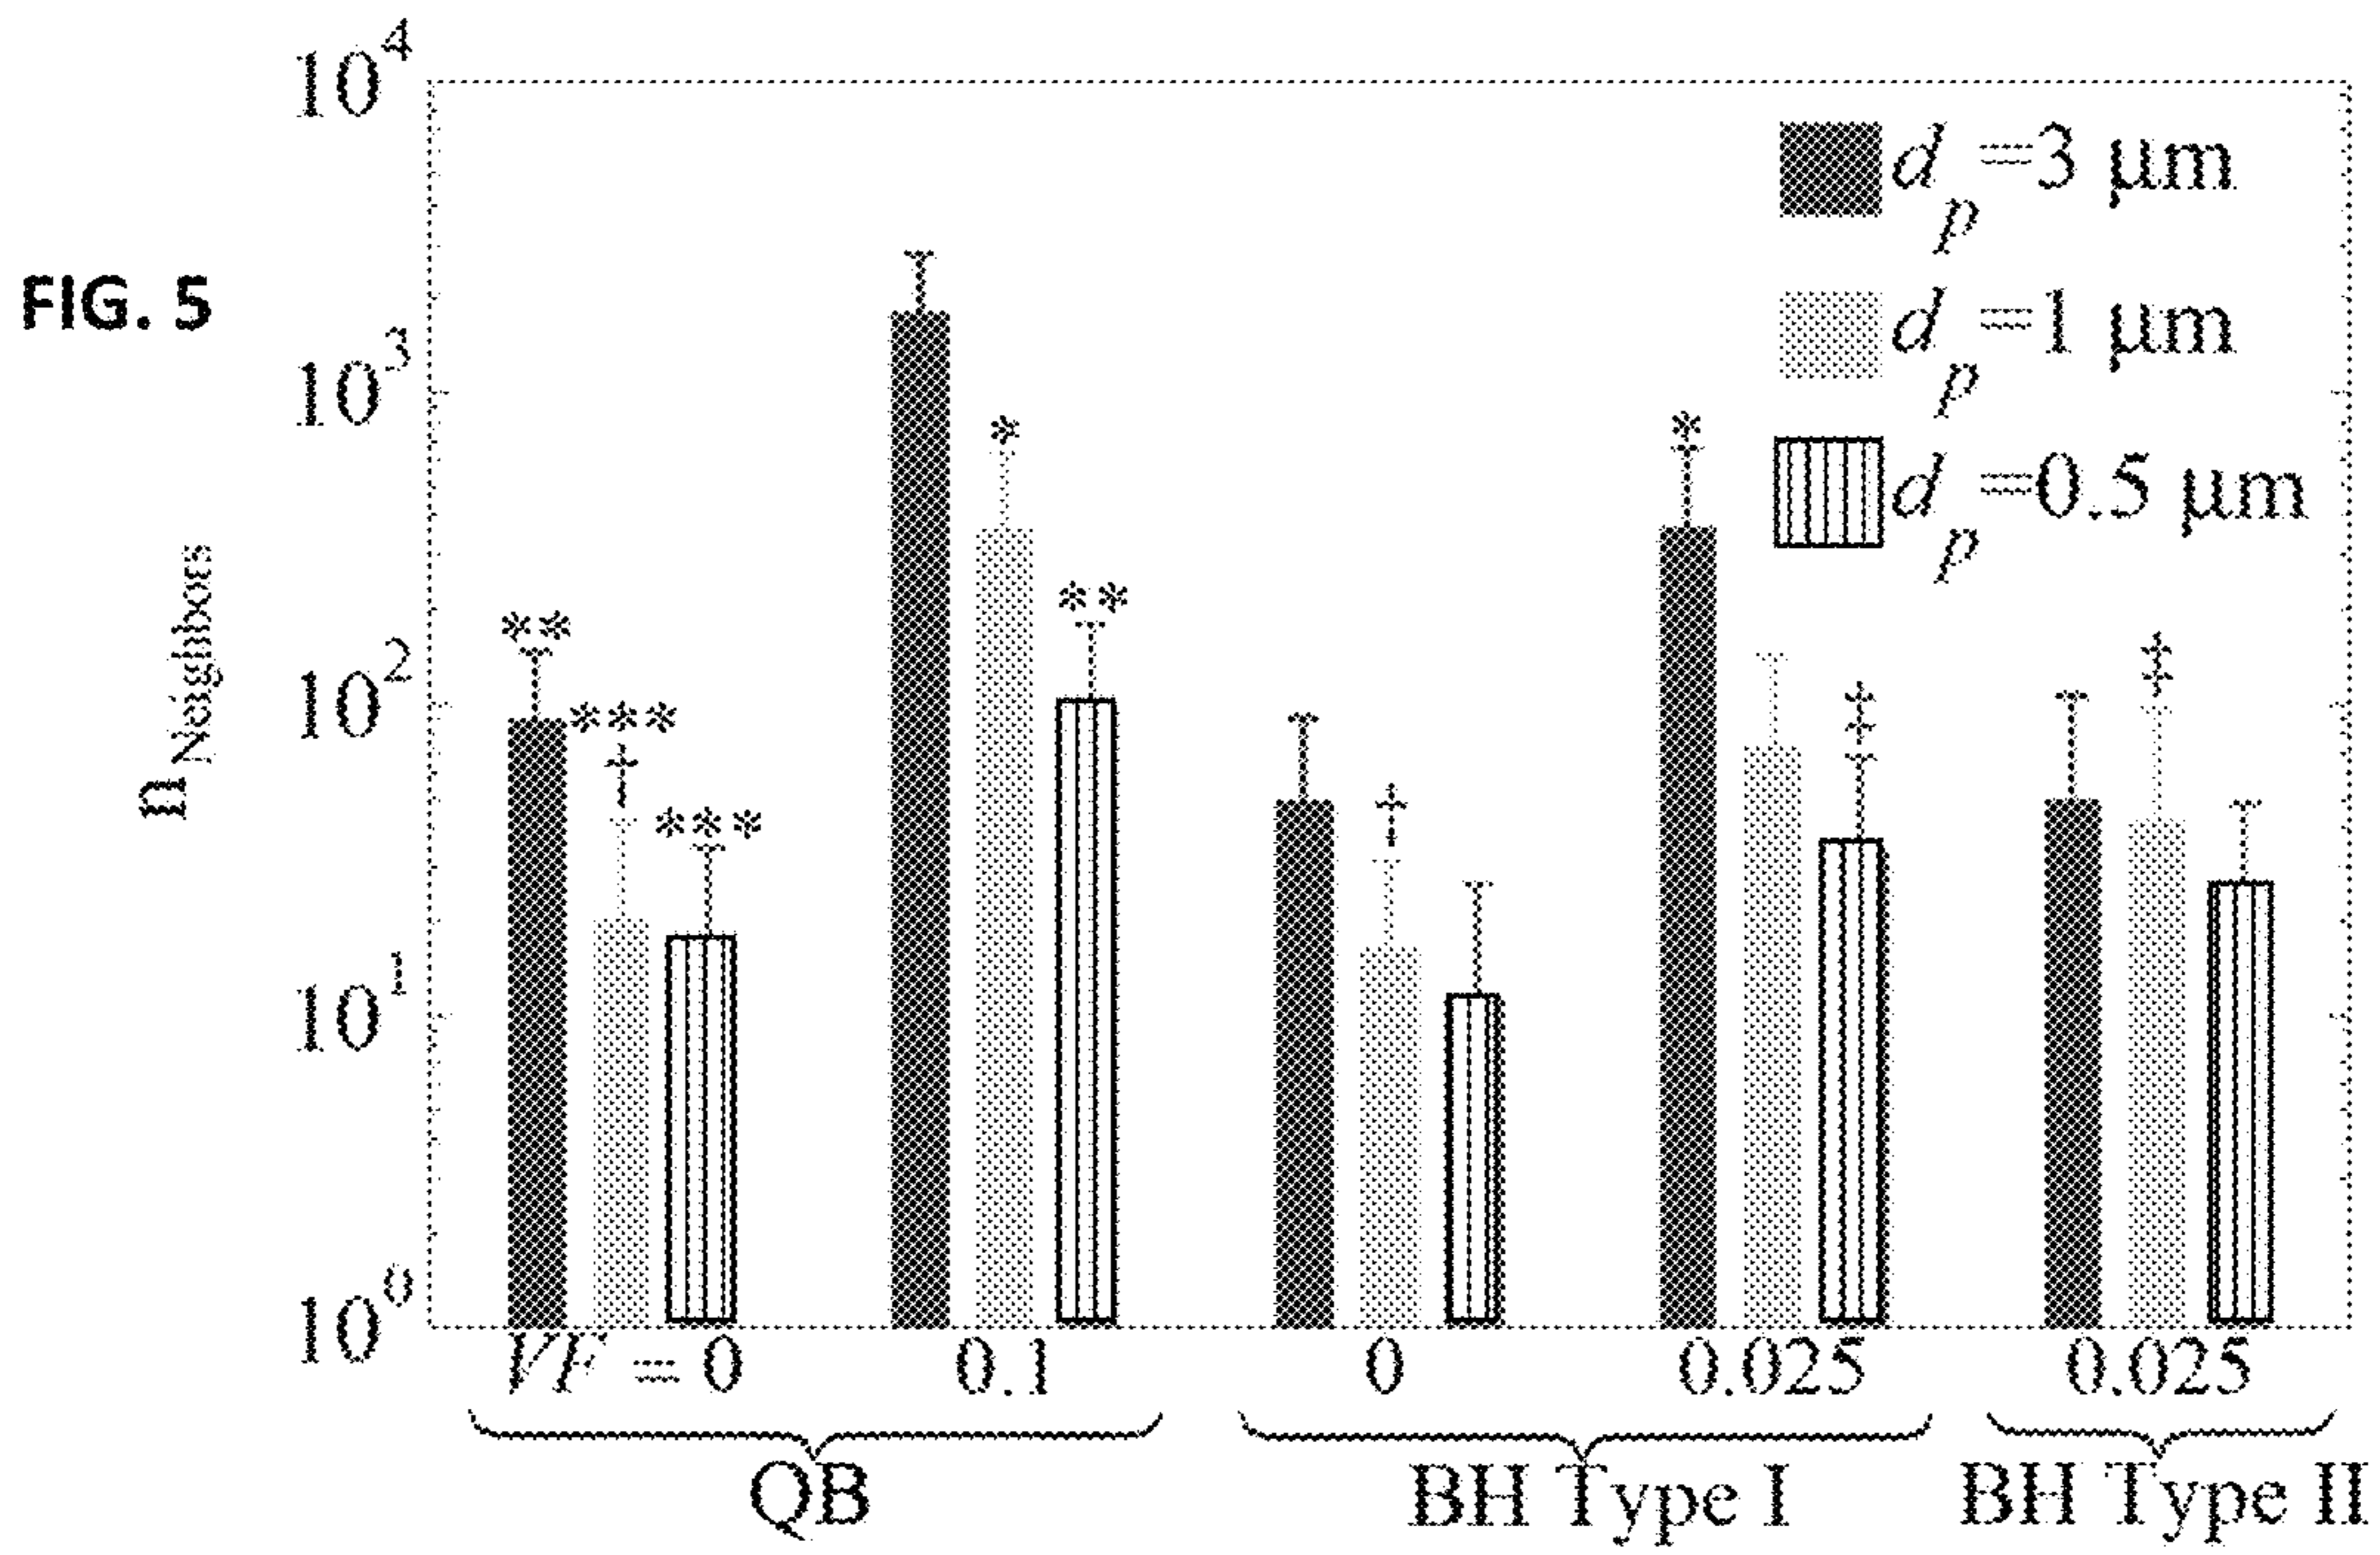 FIG. 5
n Neighbors
10^4
10^3
10^2
10^1
10^0
d_p=3 μm
d_p=1 μm
d_p=0.5 μm
**
***
†
***
*
**
†
*
‡
‡
VF = 0 0.1 0 0.025 0.025
QB BH Type I BH Type II